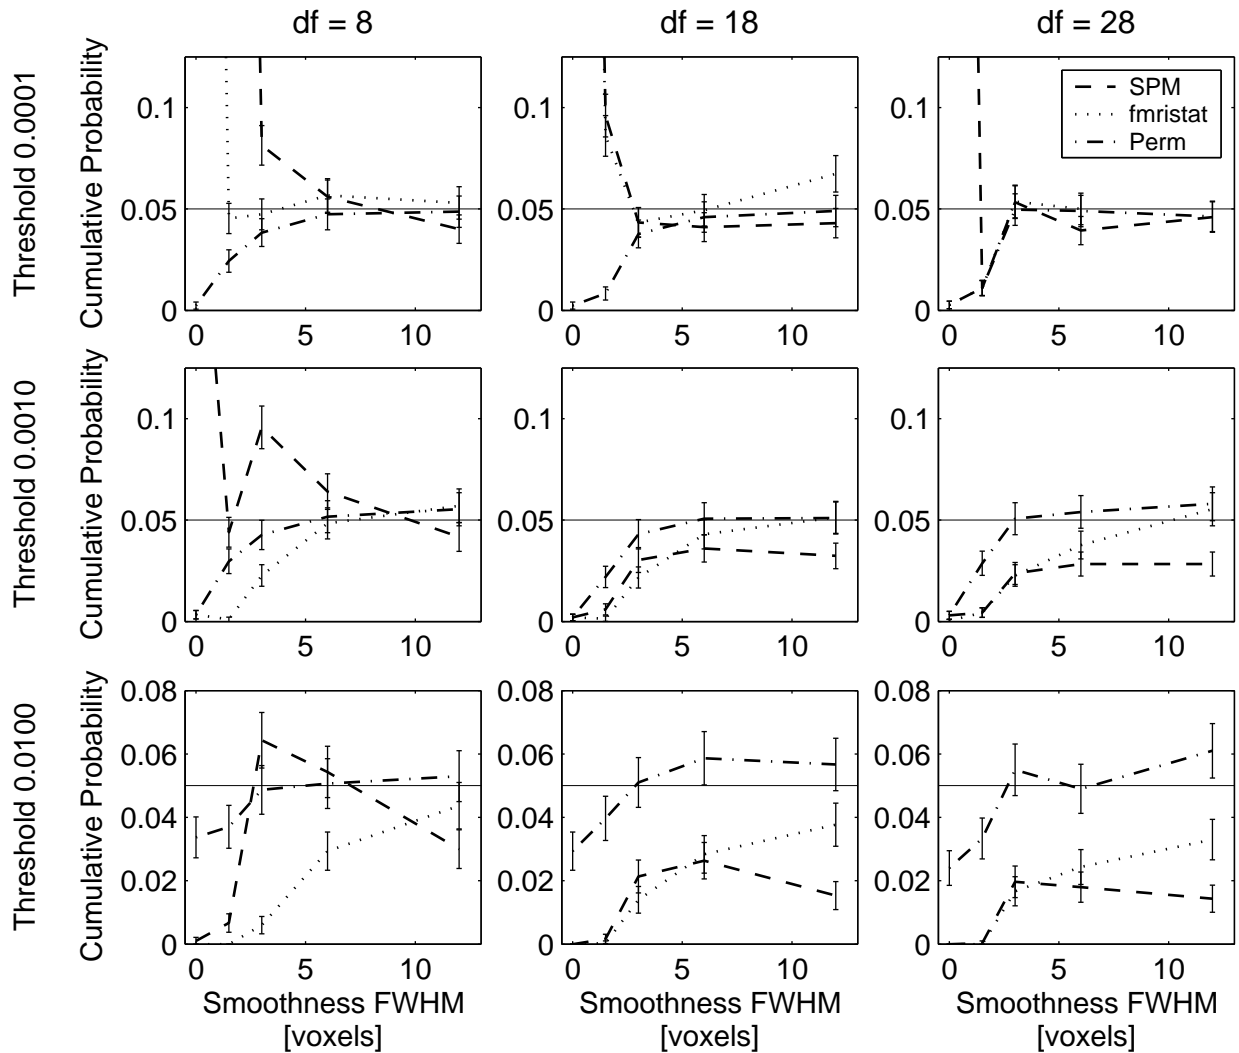 df = 8
df = 18
df = 28
Threshold 0.0001
Cumulative Probability
0.1
0.05
0
0 5 10
0.1
0.05
0
0 5 10
0.1
0.05
0
0 5 10
SPM
fmristat
Perm
Threshold 0.0010
Cumulative Probability
0.1
0.05
0
0 5 10
0.1
0.05
0
0 5 10
0.1
0.05
0
0 5 10
Threshold 0.0100
Cumulative Probability
0.08
0.06
0.04
0.02
0
0 5 10
Smoothness FWHM
[voxels]
0.08
0.06
0.04
0.02
0
0 5 10
Smoothness FWHM
[voxels]
0.08
0.06
0.04
0.02
0
0 5 10
Smoothness FWHM
[voxels]